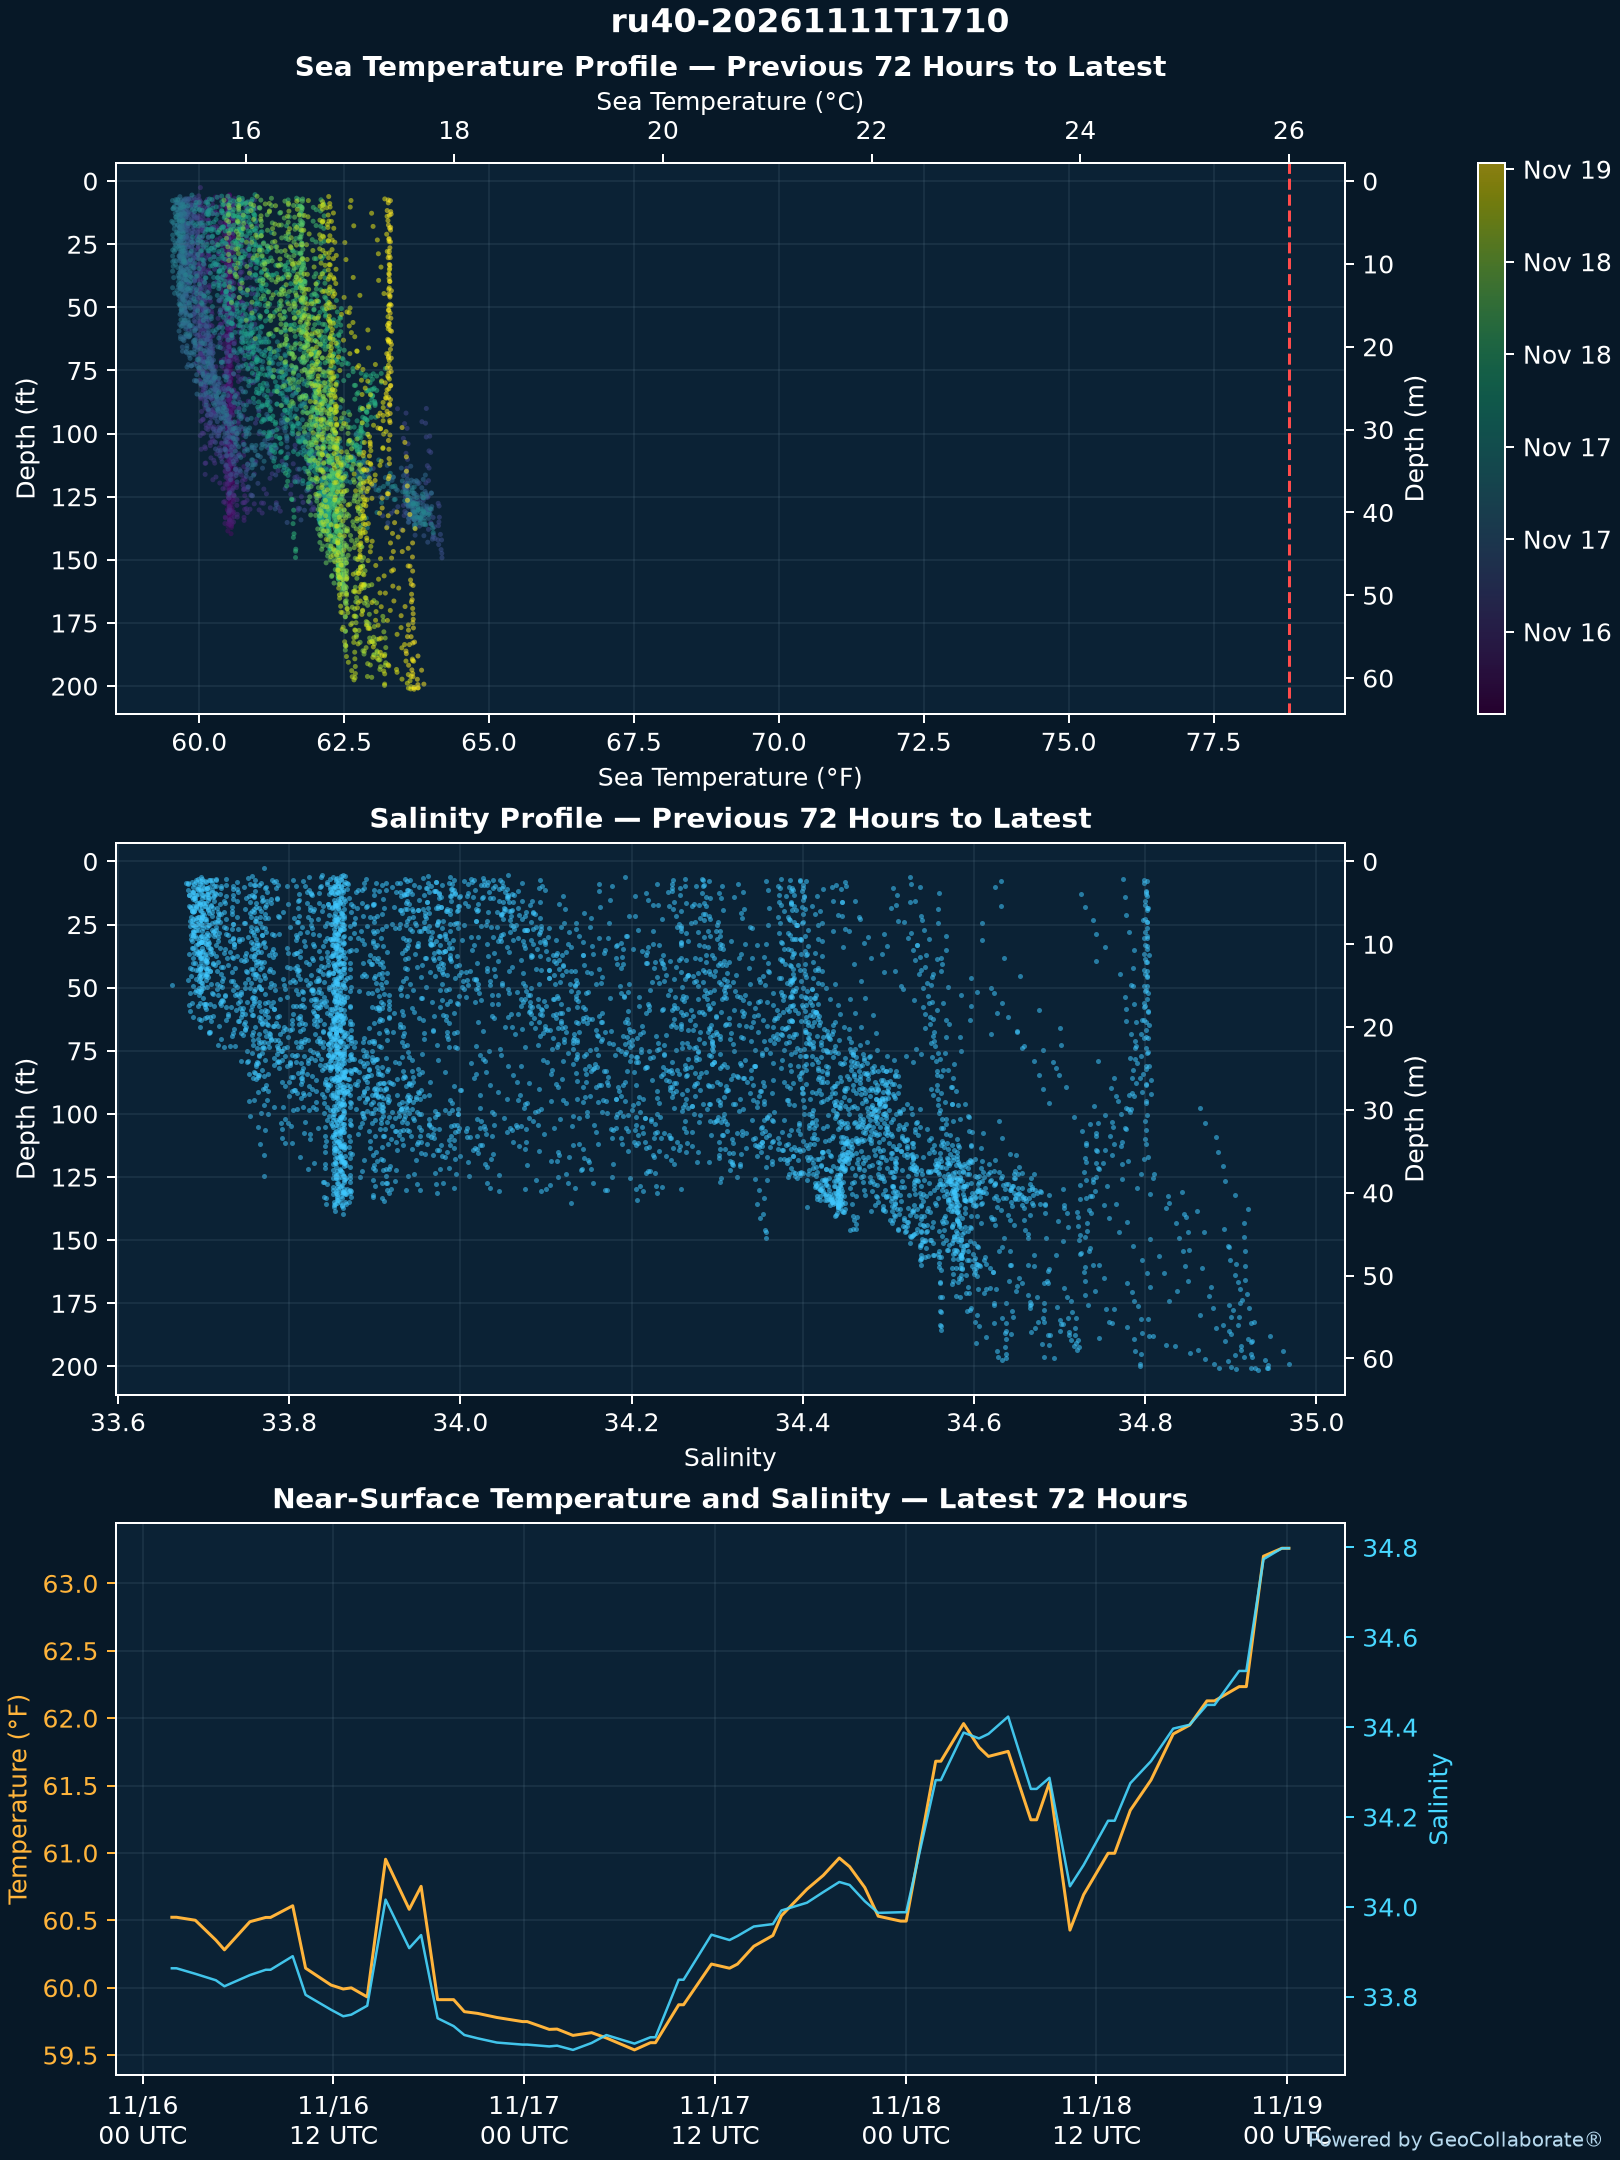 ru40-20261111T1710
Sea Temperature Profile — Previous 72 Hours to Latest
Sea Temperature (°C)
16 18 20 22 24 26
0 25 50 75 100 125 150 175 200
Depth (ft)
0 10 20 30 40 50 60
Depth (m)
Nov 19
Nov 18
Nov 18
Nov 17
Nov 17
Nov 16
60.0 62.5 65.0 67.5 70.0 72.5 75.0 77.5
Sea Temperature (°F)
Salinity Profile — Previous 72 Hours to Latest
0 25 50 75 100 125 150 175 200
Depth (ft)
0 10 20 30 40 50 60
Depth (m)
33.6 33.8 34.0 34.2 34.4 34.6 34.8 35.0
Salinity
Near-Surface Temperature and Salinity — Latest 72 Hours
63.0 62.5 62.0 61.5 61.0 60.5 60.0 59.5
Temperature (°F)
34.8 34.6 34.4 34.2 34.0 33.8
Salinity
11/16 11/16 11/17 11/17 11/18 11/18 11/19
00 UTC 12 UTC 00 UTC 12 UTC 00 UTC 12 UTC 00 UTC
Powered by GeoCollaborate®